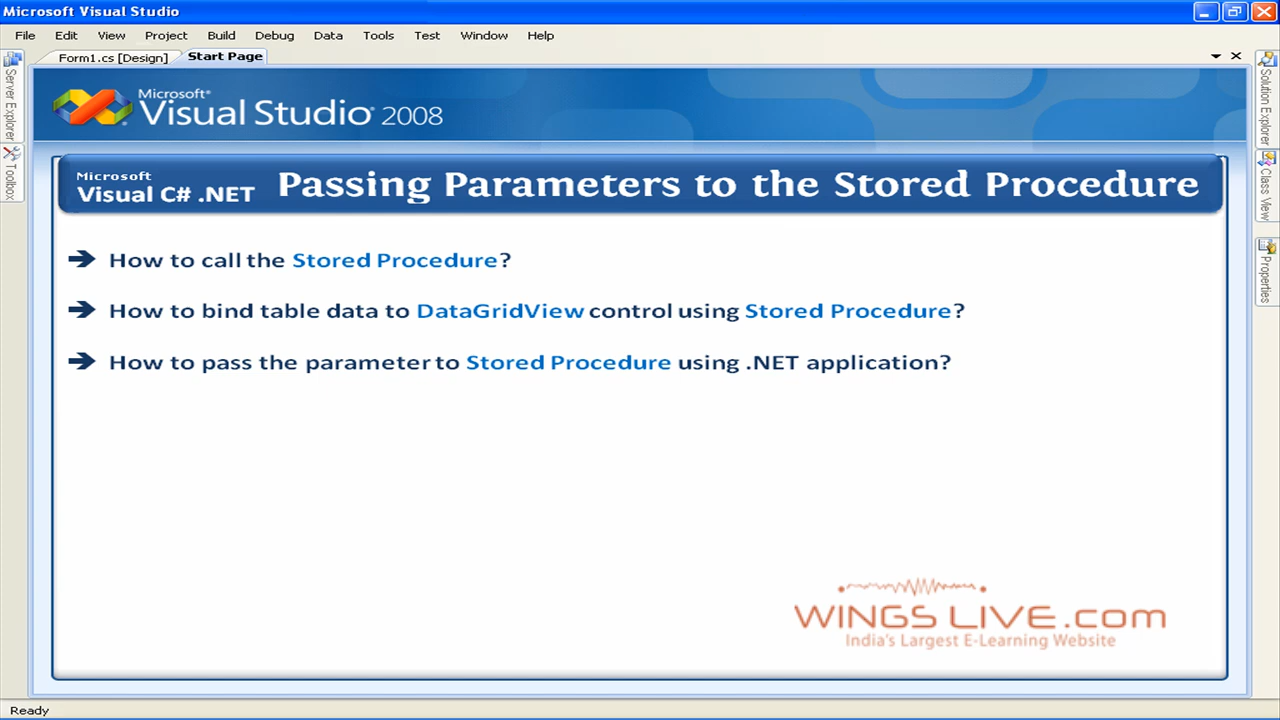 Microsoft Visual Studio
File Edit View Project Build Debug Data Tools Test Window Help
Form1.cs [Design] Start Page
Server Explorer
Toolbox
Solution Explorer
Class View
Properties
Microsoft®
Visual Studio® 2008
Microsoft
Visual C# .NET
Passing Parameters to the Stored Procedure
How to call the Stored Procedure?
How to bind table data to DataGridView control using Stored Procedure?
How to pass the parameter to Stored Procedure using .NET application?
WINGS LIVE.com
India's Largest E-Learning Website
Ready